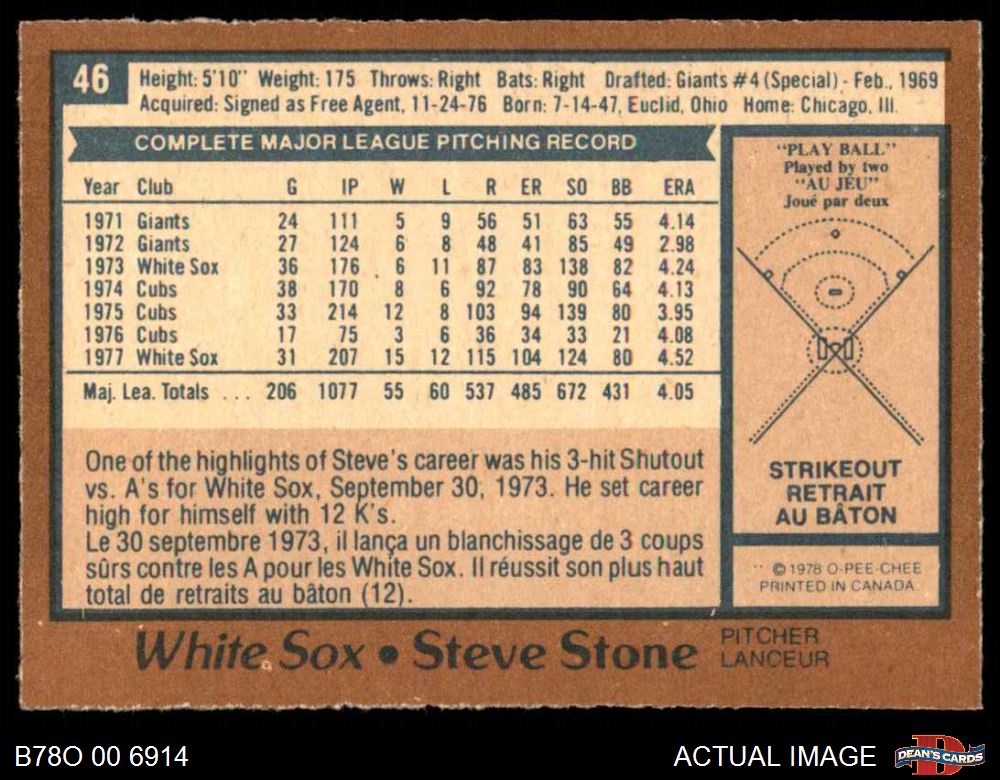 46
Height: 5'10" Weight: 175 Throws: Right Bats: Right Drafted: Giants #4 (Special) - Feb., 1969
Acquired: Signed as Free Agent, 11-24-76 Born: 7-14-47, Euclid, Ohio Home: Chicago, Ill.
COMPLETE MAJOR LEAGUE PITCHING RECORD
Year Club G IP W L R ER SO BB ERA
1971 Giants 24 111 5 9 56 51 63 55 4.14
1972 Giants 27 124 6 8 48 41 85 49 2.98
1973 White Sox 36 176 6 11 87 83 138 82 4.24
1974 Cubs 38 170 8 6 92 78 90 64 4.13
1975 Cubs 33 214 12 8 103 94 139 80 3.95
1976 Cubs 17 75 3 6 36 34 33 21 4.08
1977 White Sox 31 207 15 12 115 104 124 80 4.52
Maj. Lea. Totals ... 206 1077 55 60 537 485 672 431 4.05
One of the highlights of Steve's career was his 3-hit Shutout
vs. A's for White Sox, September 30, 1973. He set career
high for himself with 12 K's.
Le 30 septembre 1973, il lança un blanchissage de 3 coups
sûrs contre les A pour les White Sox. Il réussit son plus haut
total de retraits au bâton (12).
"PLAY BALL"
Played by two
"AU JEU"
Joué par deux
STRIKEOUT
RETRAIT
AU BÂTON
© 1978 O-PEE-CHEE
PRINTED IN CANADA
White Sox • Steve Stone
PITCHER
LANCEUR
B78O 00 6914
ACTUAL IMAGE
DEAN'S CARDS